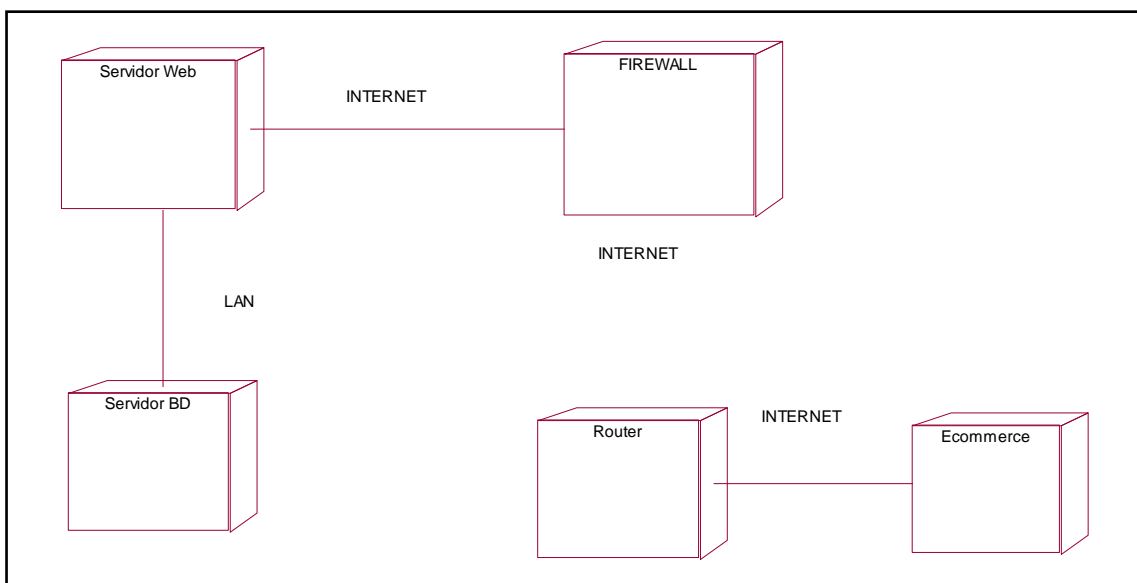 Servidor Web
FIREWALL
INTERNET
INTERNET
LAN
Servidor BD
Router
INTERNET
Ecommerce